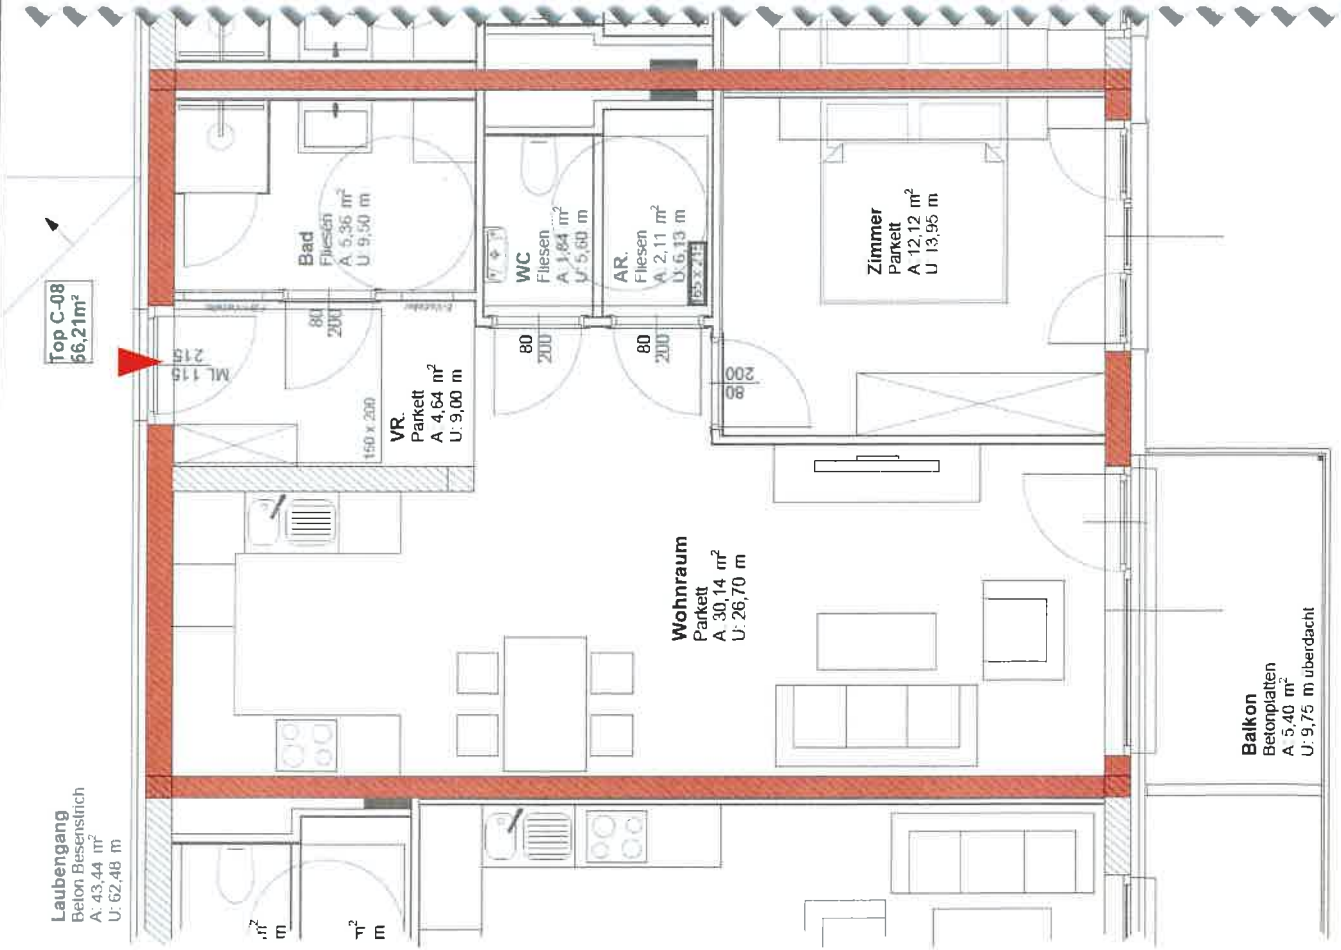 Top C-08
56,21m²
Laubengang
Beton Besenstrich
A: 43,44 m²
U: 62,48 m
ML 115
215
Bad
Fliesen
A: 5,36 m²
U: 9,50 m
80
200
150 x 200
VR.
Parkett
A: 4,64 m²
U: 9,00 m
WC
Fliesen
A: 1,84 m²
U: 5,60 m
80
200
AR.
Fliesen
A: 2,11 m²
U: 6,13 m
80
200
Zimmer
Parkett
A: 12,12 m²
U: 13,95 m
80
200
Wohnraum
Parkett
A: 30,14 m²
U: 26,70 m
Balkon
Betonplatten
A: 5,40 m²
U: 9,75 m überdacht
m
m